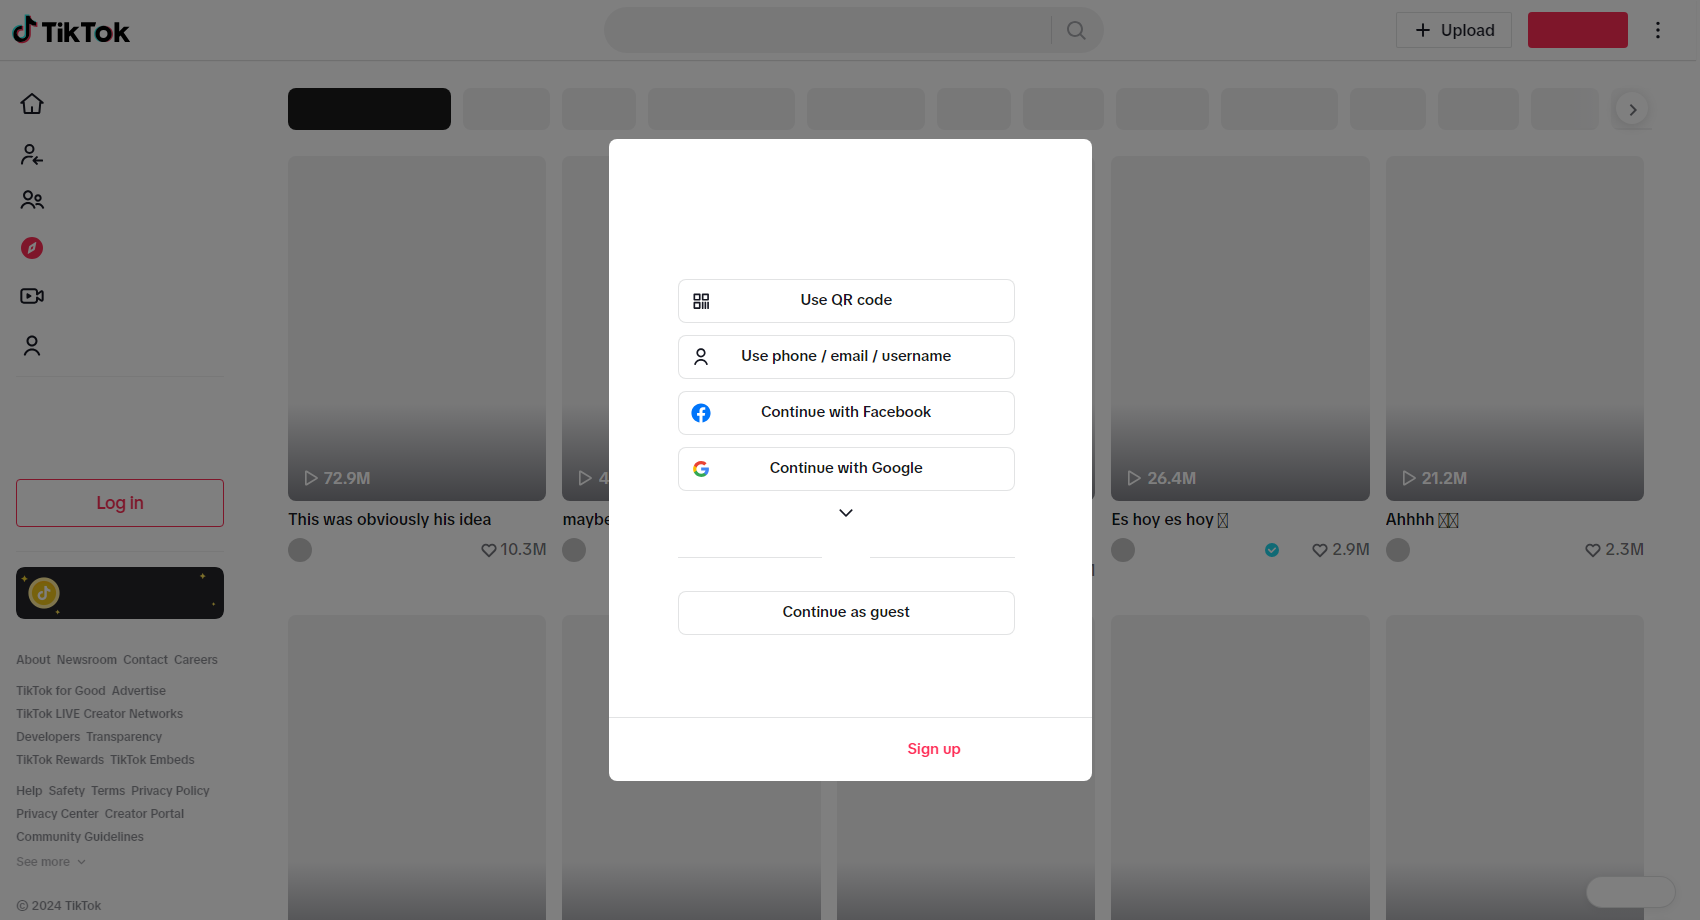 TikTok
Upload
Use QR code
Use phone / email / username
Continue with Facebook
Continue with Google
Continue as guest
Sign up
72.9M
4
26.4M
21.2M
This was obviously his idea
maybe
Es hoy es hoy
Ahhhh
10.3M
2.9M
2.3M
Log in
About Newsroom Contact Careers
TikTok for Good Advertise
TikTok LIVE Creator Networks
Developers Transparency
TikTok Rewards TikTok Embeds
Help Safety Terms Privacy Policy
Privacy Center Creator Portal
Community Guidelines
See more
© 2024 TikTok